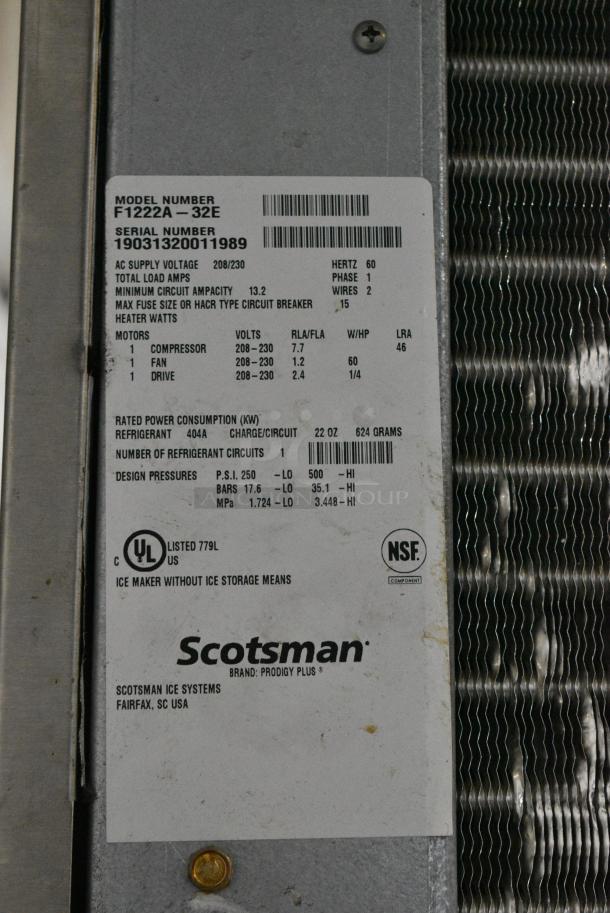 MODEL NUMBER
F1222A-32E
SERIAL NUMBER
19031320011989
AC SUPPLY VOLTAGE 208/230 HERTZ 60
TOTAL LOAD AMPS PHASE 1
MINIMUM CIRCUIT AMPACITY 13.2 WIRES 2
MAX FUSE SIZE OR HACR TYPE CIRCUIT BREAKER 15
HEATER WATTS
MOTORS VOLTS RLA/FLA W/HP LRA
1 COMPRESSOR 208-230 7.7 46
1 FAN 208-230 1.2 60
1 DRIVE 208-230 2.4 1/4
RATED POWER CONSUMPTION (KW)
REFRIGERANT 404A CHARGE/CIRCUIT 22 OZ 624 GRAMS
NUMBER OF REFRIGERANT CIRCUITS 1
DESIGN PRESSURES P.S.I. 250 -LO 500 -HI
BARS 17.6 -LO 35.1 -HI
MPa 1.724 -LO 3.448 -HI
C UL US LISTED 779L
NSF.
COMPONENT
ICE MAKER WITHOUT ICE STORAGE MEANS
Scotsman
BRAND: PRODIGY PLUS ®
SCOTSMAN ICE SYSTEMS
FAIRFAX, SC USA